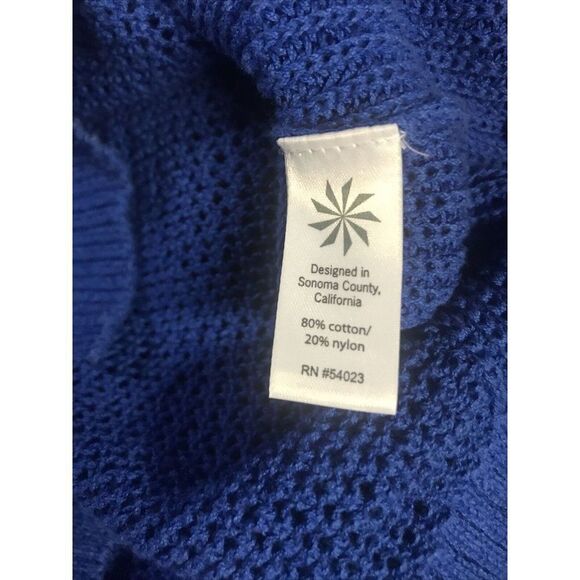 Designed in
Sonoma County,
California
80% cotton/
20% nylon
RN #54023